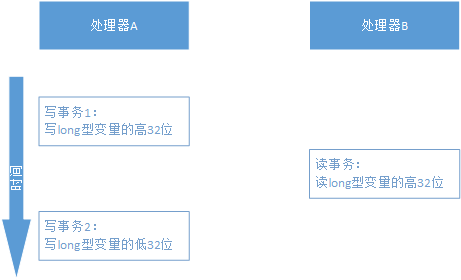 处理器A
处理器B
时间
写事务1：
写long型变量的高32位
读事务：
读long型变量的高32位
写事务2：
写long型变量的低32位